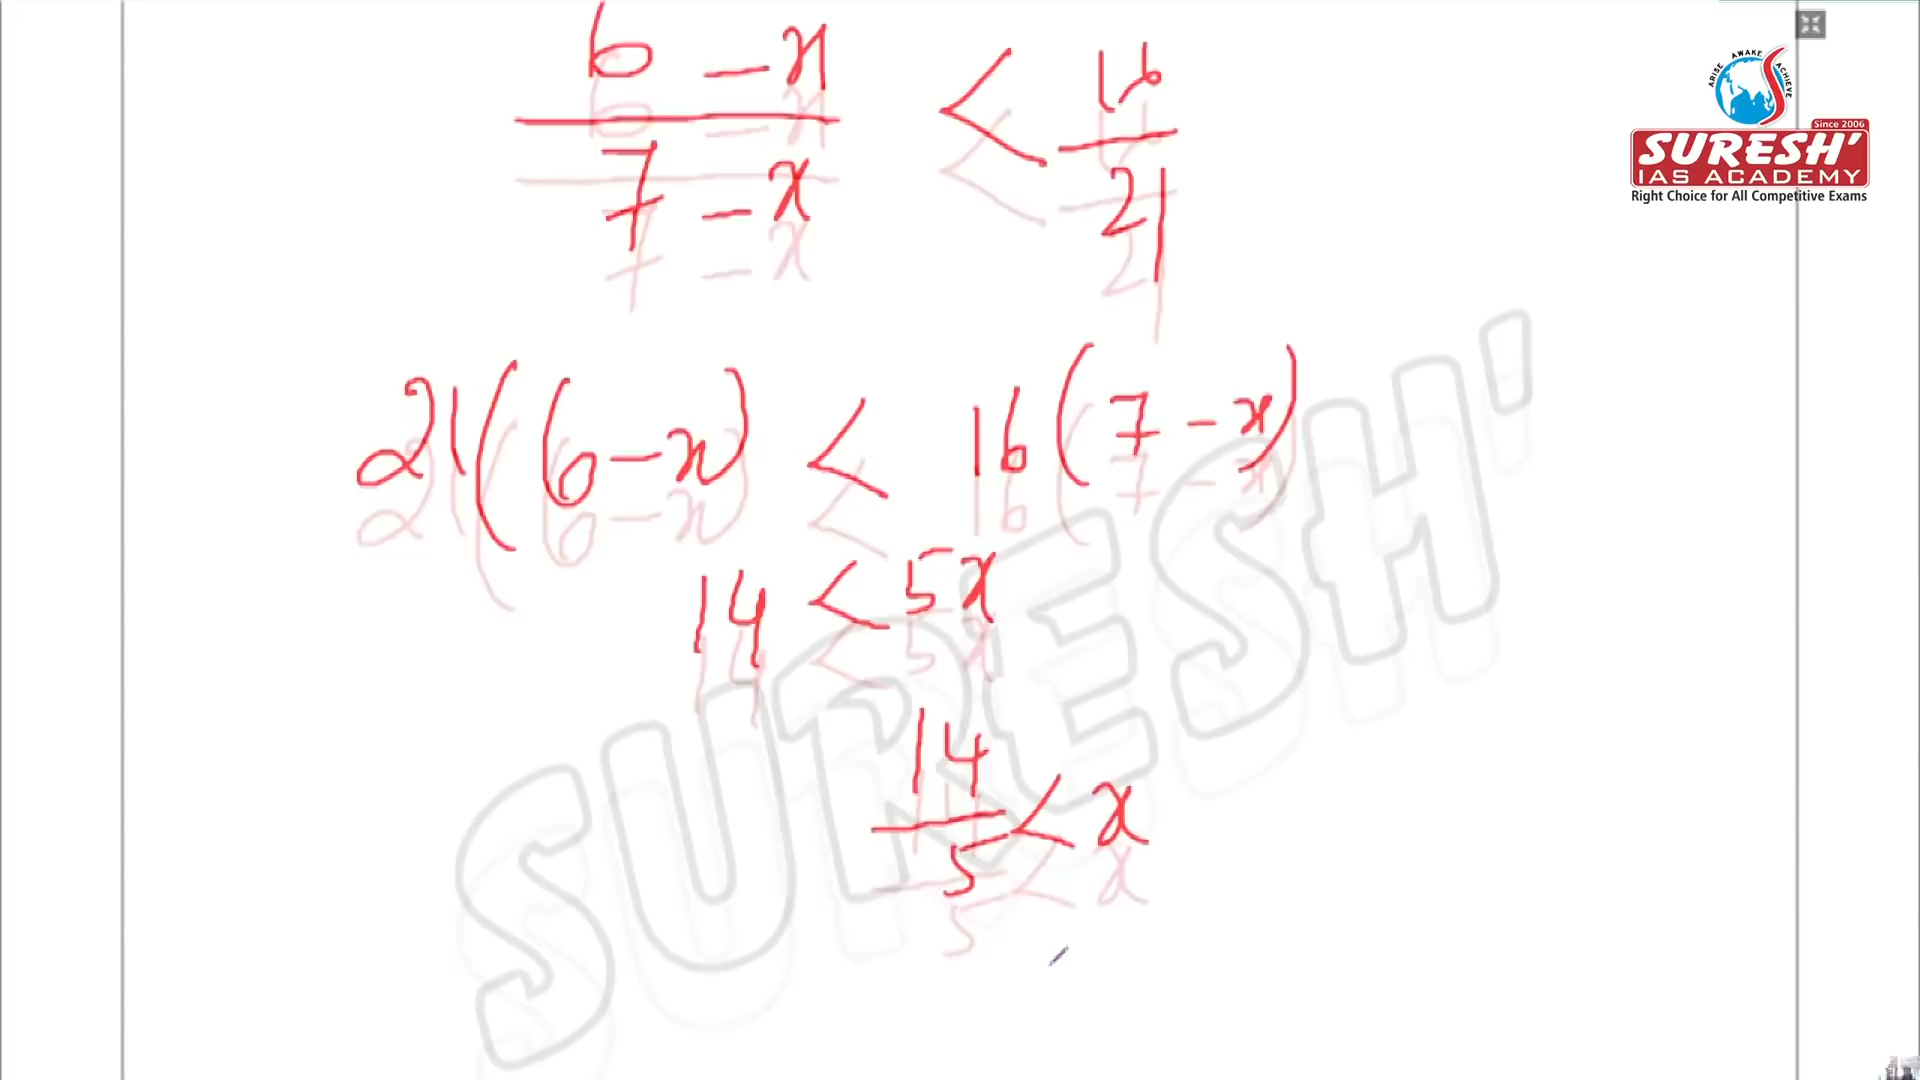 6 - x / 7 - x < 16 / 21
21(6 - x) < 16(7 - x)
14 < 5x
14 / 5 < x
ARISE AWAKE ACHIEVE
Since 2006
SURESH'
IAS ACADEMY
Right Choice for All Competitive Exams
SURESH'